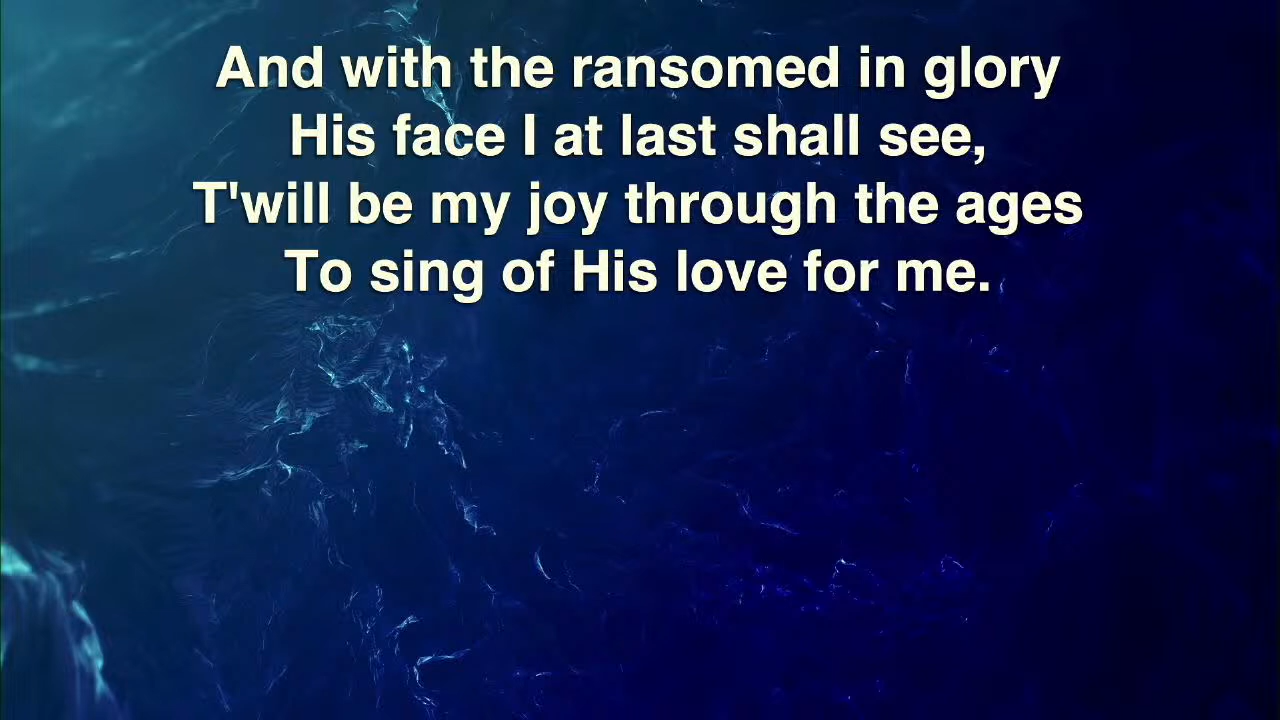 And with the ransomed in glory
His face I at last shall see,
T'will be my joy through the ages
To sing of His love for me.